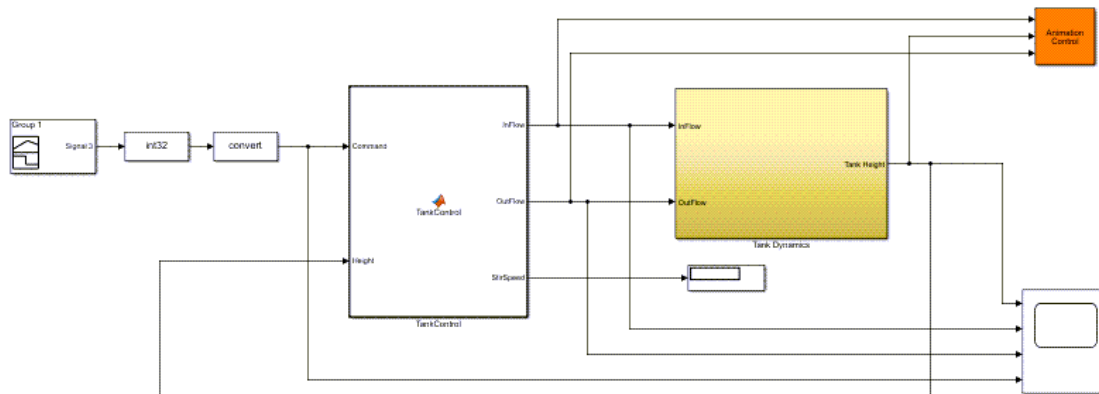 Animation
Control
Group 1
Signal 3
int32
convert
Command
Height
TankControl
InFlow
OutFlow
StirSpeed
TankControl
InFlow
OutFlow
Tank Height
Tank Dynamics